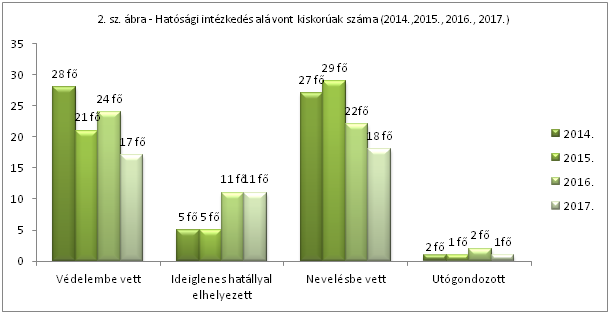 2. sz. ábra - Hatósági intézkedés alá vont kiskorúak száma (2014.,2015., 2016., 2017.)
35
30
25
20
15
10
5
0
28 fő
21 fő
24 fő
17 fő
5 fő
5 fő
11 fő
11 fő
27 fő
29 fő
22fő
18 fő
2 fő
1 fő
2 fő
1fő
Védelembe vett
Ideiglenes hatállyal
elhelyezett
Nevelésbe vett
Utógondozott
2014.
2015.
2016.
2017.